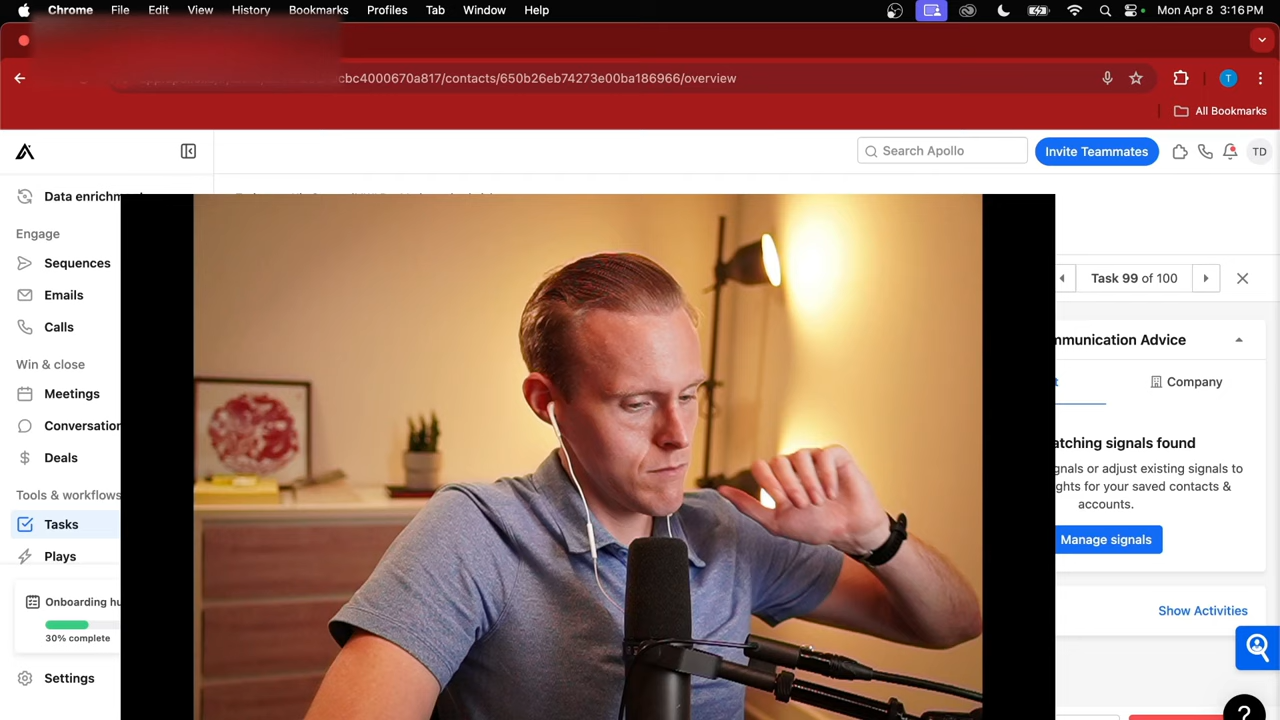 Chrome File Edit View History Bookmarks Profiles Tab Window Help Mon Apr 8 3:16 PM
cbc4000670a817/contacts/650b26eb74273e00ba186966/overview T
All Bookmarks
Search Apollo Invite Teammates TD
Data enrichm
Engage
Sequences
Emails
Calls
Win & close
Meetings
Conversation
Deals
Tools & workflows
Tasks
Plays
Onboarding hu
30% complete
Settings
Task 99 of 100
mmunication Advice
Company
atching signals found
gnals or adjust existing signals to
ghts for your saved contacts &
accounts.
Manage signals
Show Activities
?